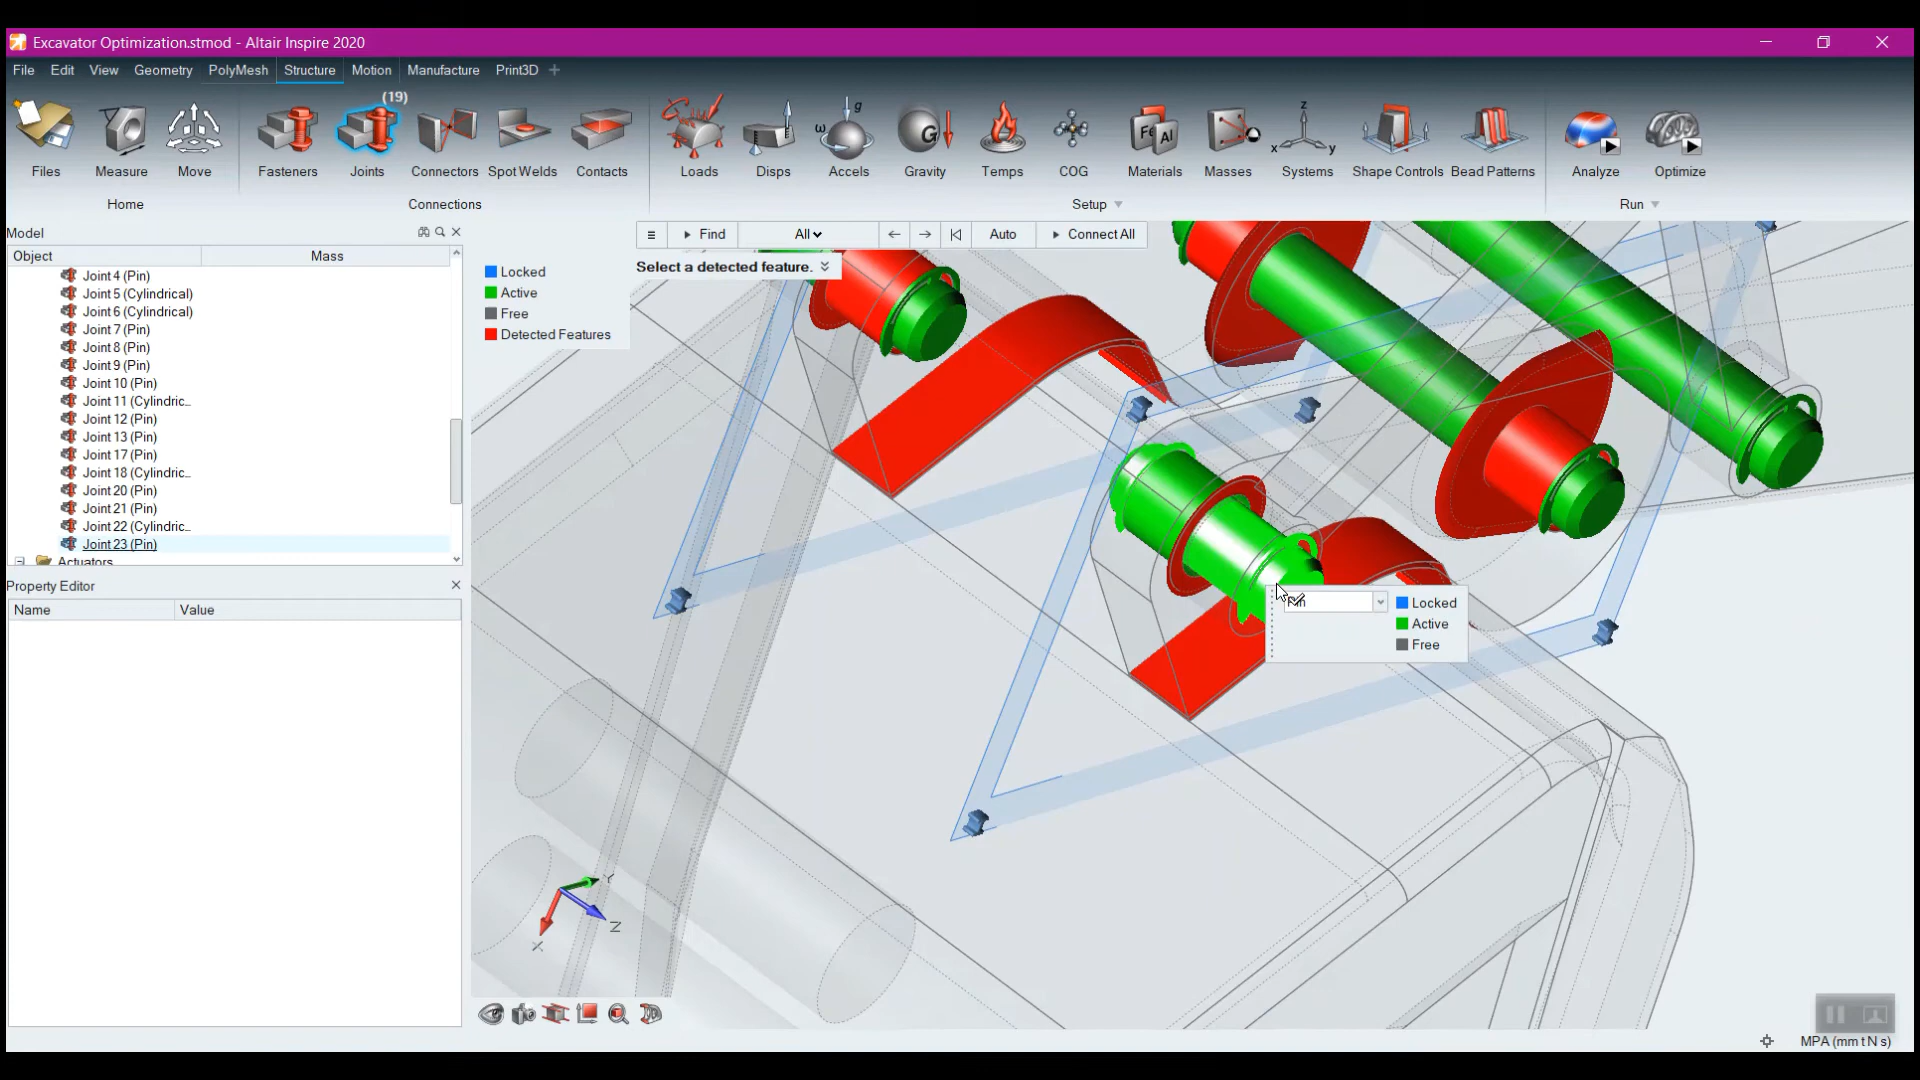 Excavator Optimization.stmod - Altair Inspire 2020
File Edit View Geometry PolyMesh Structure Motion Manufacture Print3D
(19)
Files Measure Move Fasteners Joints Connectors Spot Welds Contacts Loads Disps Accels Gravity Temps COG Materials Masses Systems Shape Controls Bead Patterns Analyze Optimize
Home Connections Setup Run
Model
Object Mass
Joint 4 (Pin)
Joint 5 (Cylindrical)
Joint 6 (Cylindrical)
Joint 7 (Pin)
Joint 8 (Pin)
Joint 9 (Pin)
Joint 10 (Pin)
Joint 11 (Cylindric...
Joint 12 (Pin)
Joint 13 (Pin)
Joint 17 (Pin)
Joint 18 (Cylindric...
Joint 20 (Pin)
Joint 21 (Pin)
Joint 22 (Cylindric...
Joint 23 (Pin)
Actuators
Property Editor
Name Value
Find All Auto Connect All
Select a detected feature.
Locked
Active
Free
Detected Features
Pin
Locked
Active
Free
Y
Z
X
MPA (mm t N s)